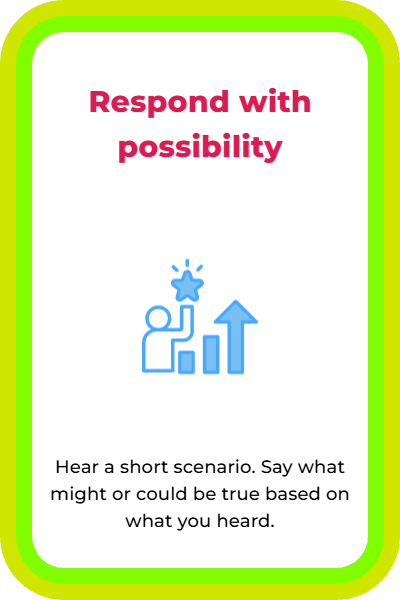 Respond with
possibility
Hear a short scenario. Say what
might or could be true based on
what you heard.